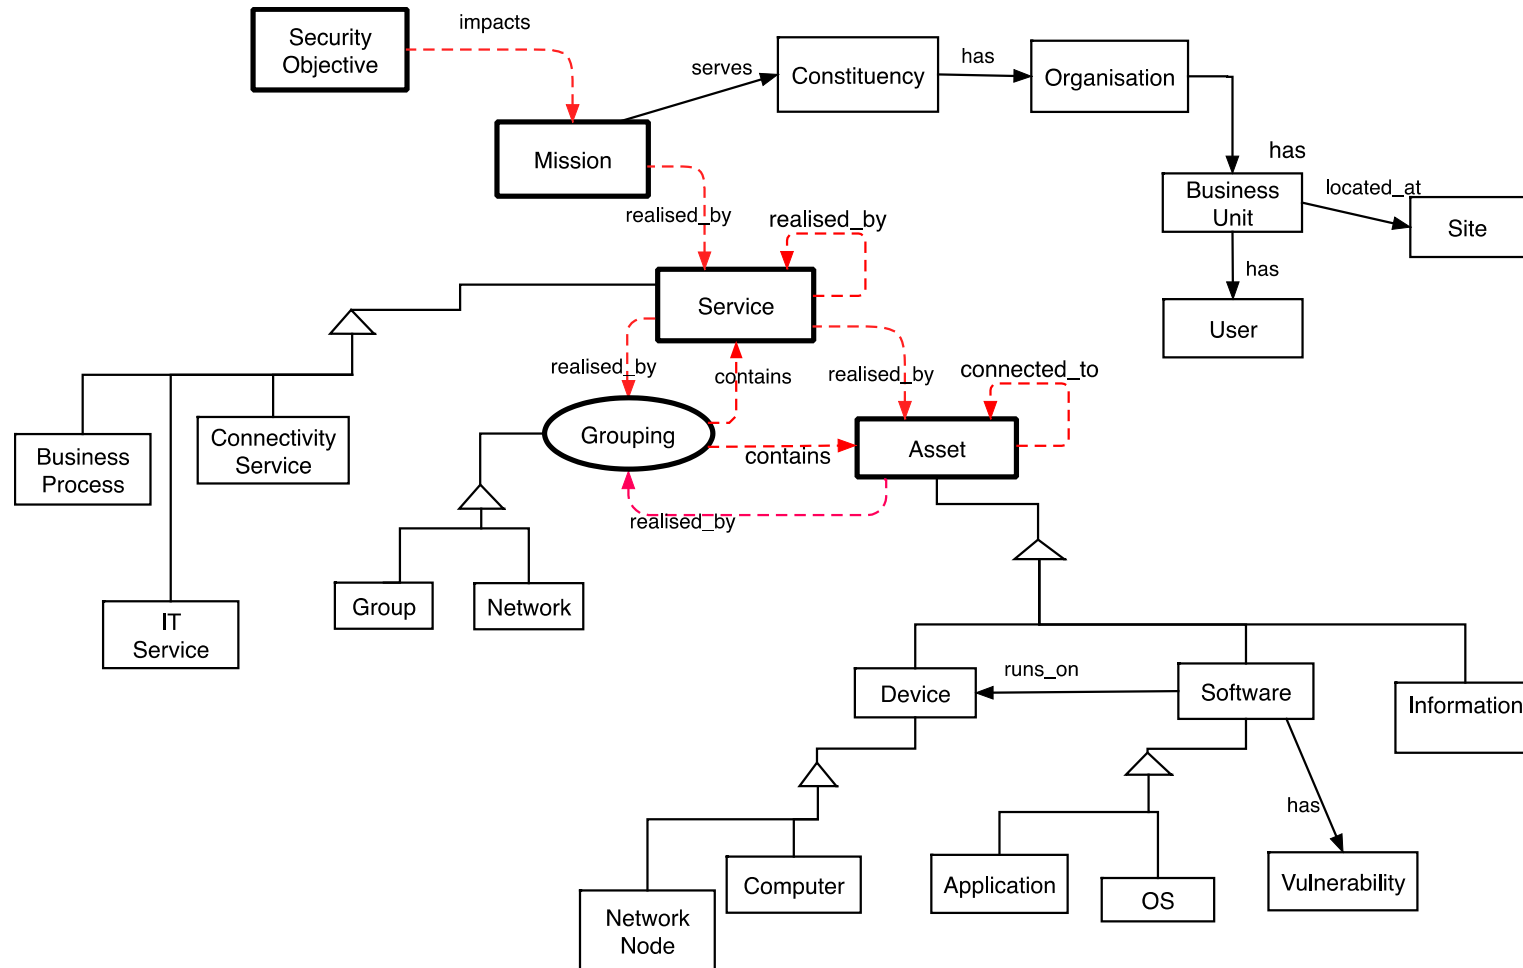 impacts
Security
Objective
serves
Constituency
has
Organisation
Mission
has
realised_by
Business
Unit
located_at
Site
realised_by
has
Service
User
realised_by
contains
realised_by
connected_to
Connectivity
Service
Business
Process
Grouping
contains
Asset
realised_by
Group
Network
IT
Service
runs_on
Device
Software
Information
has
Computer
Application
OS
Vulnerability
Network
Node